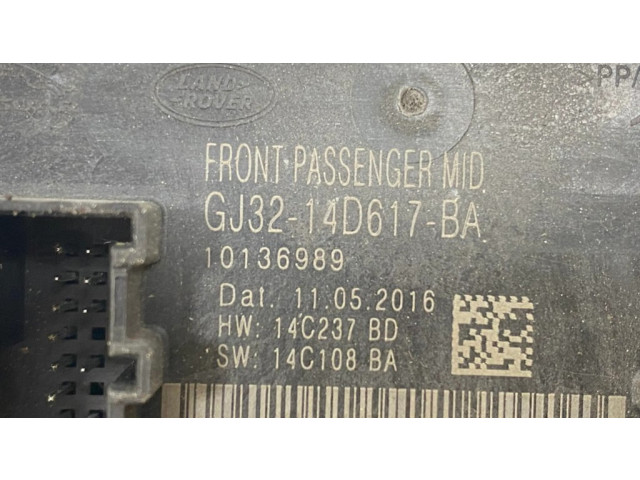 LAND
ROVER
PP
FRONT PASSENGER MID.
GJ32-14D617-BA
10136989
Dat. 11.05.2016
HW: 14C237 BD
SW: 14C108 BA